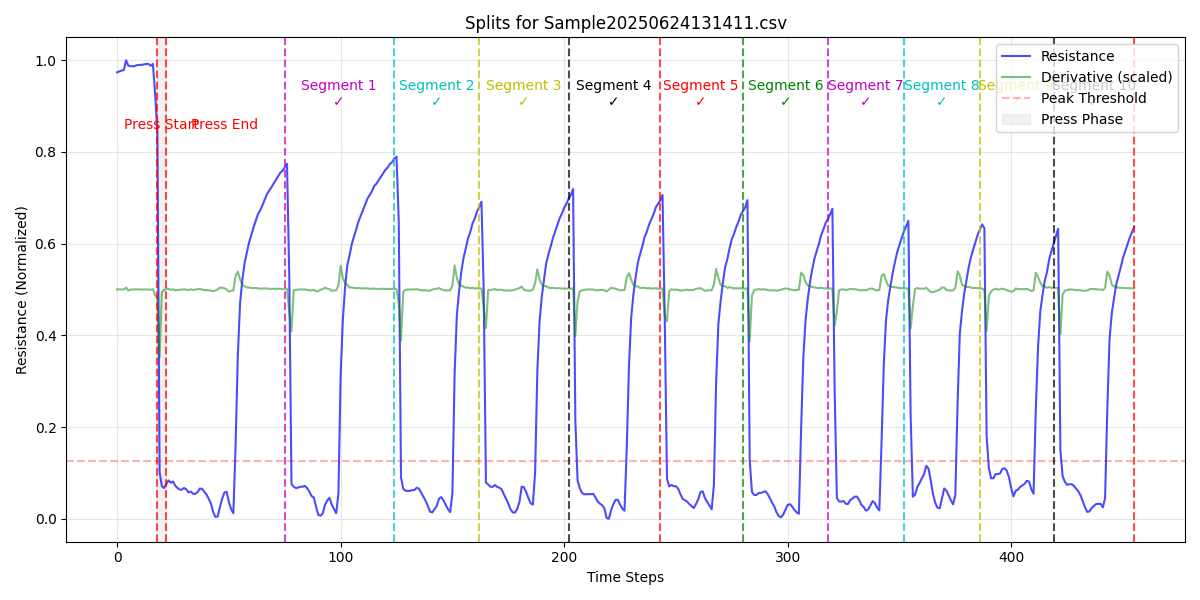 Splits for Sample20250624131411.csv
Resistance
Derivative (scaled)
Peak Threshold
Press Phase
Segment 1
✓
Segment 2
✓
Segment 3
✓
Segment 4
✓
Segment 5
✓
Segment 6
✓
Segment 7
✓
Segment 8
✓
Segment 10
Press Start
Press End
Resistance (Normalized)
1.0
0.8
0.6
0.4
0.2
0.0
0
100
200
300
400
Time Steps